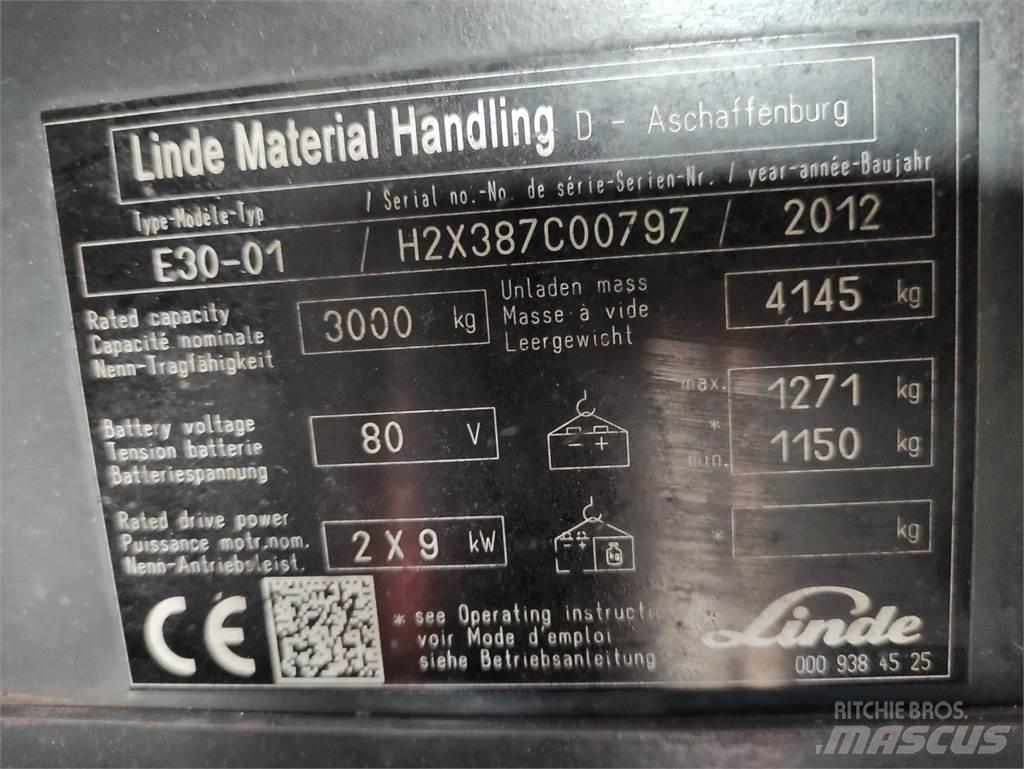 Linde Material Handling D - Aschaffenburg
Type-Modèle-Typ / Serial no.-No. de série-Serien-Nr. / year-année-Baujahr
E30-01 / H2X387C00797 / 2012
Rated capacity
Capacité nominale
Nenn-Tragfähigkeit
3000 kg
Unladen mass
Masse à vide
Leergewicht
4145 kg
Battery voltage
Tension batterie
Batteriespannung
80 V
- +
max. 1271 kg
*
min. 1150 kg
Rated drive power
Puissance motr.nom.
Nenn-Antriebsleist.
2 X 9 kW
- + kg
* kg
CE
* see Operating instructi
voir Mode d'emploi
siehe Betriebsanleitung
Linde
000 938 45 25
RITCHIE BROS.
MASCUS